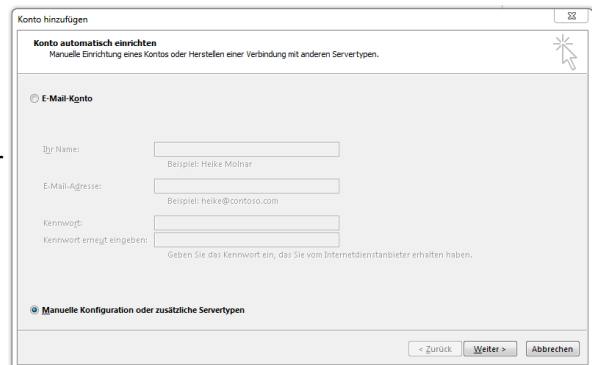 Konto hinzufügen
Konto automatisch einrichten
Manuelle Einrichtung eines Kontos oder Herstellen einer Verbindung mit anderen Servertypen.
E-Mail-Konto
Ihr Name:
Beispiel: Heike Molnar
E-Mail-Adresse:
Beispiel: heike@contoso.com
Kennwort:
Kennwort erneut eingeben:
Geben Sie das Kennwort ein, das Sie vom Internetdienstanbieter erhalten haben.
Manuelle Konfiguration oder zusätzliche Servertypen
< Zurück Weiter > Abbrechen